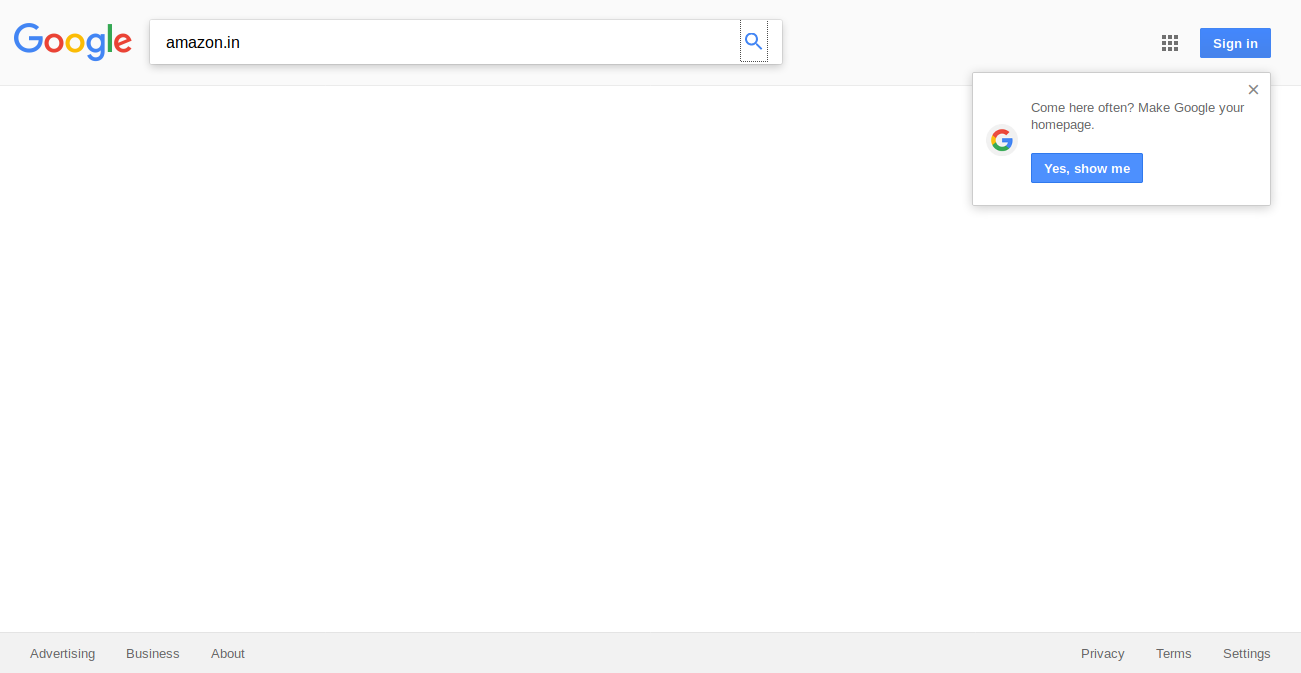 Google
amazon.in
Sign in
Come here often? Make Google your
homepage.
Yes, show me
Advertising
Business
About
Privacy
Terms
Settings